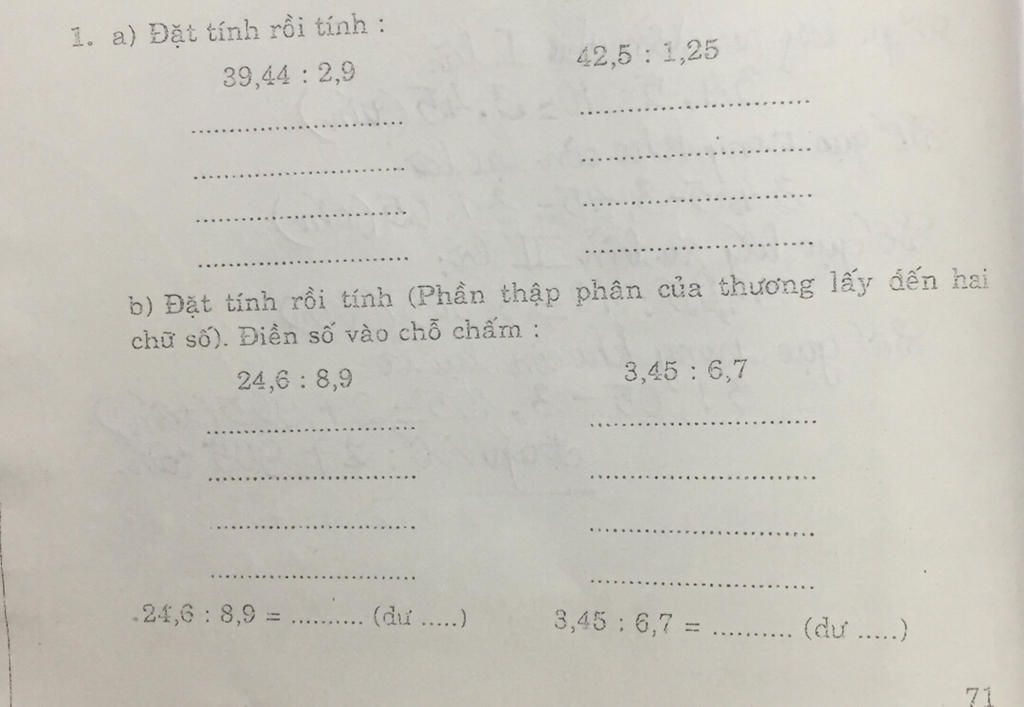 1. a) Đặt tính rồi tính :
39,44 : 2,9 42,5 : 1,25
.................................... ....................................
.................................... ....................................
.................................... ....................................
.................................... ....................................
b) Đặt tính rồi tính (Phần thập phân của thương lấy đến hai
chữ số). Điền số vào chỗ chấm :
24,6 : 8,9 3,45 : 6,7
.................................... ....................................
.................................... ....................................
.................................... ....................................
.................................... ....................................
24,6 : 8,9 = .......... (dư .....) 3,45 : 6,7 = .......... (dư .....)
71